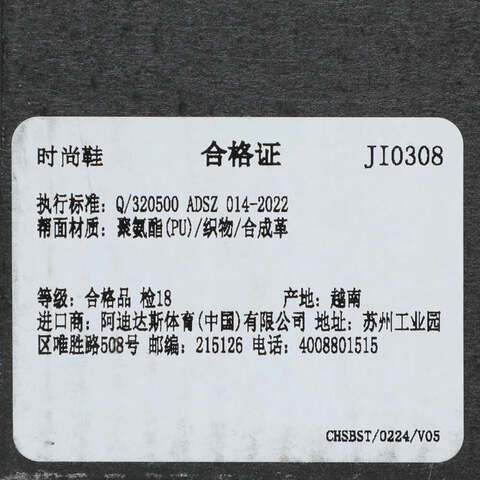 时尚鞋 合格证 JI0308
执行标准: Q/320500 ADSZ 014-2022
帮面材质: 聚氨酯(PU)/织物/合成革
等级: 合格品 检18 产地: 越南
进口商: 阿迪达斯体育(中国)有限公司 地址: 苏州工业园
区唯胜路508号 邮编: 215126 电话: 4008801515
CHSBST/0224/V05